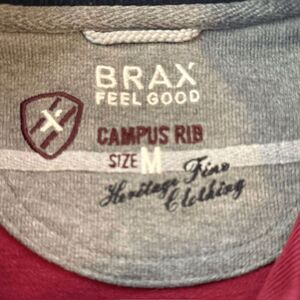 BRAX
FEEL GOOD
X
CAMPUS RIB
SIZE M
Heritage Fine
Clothing